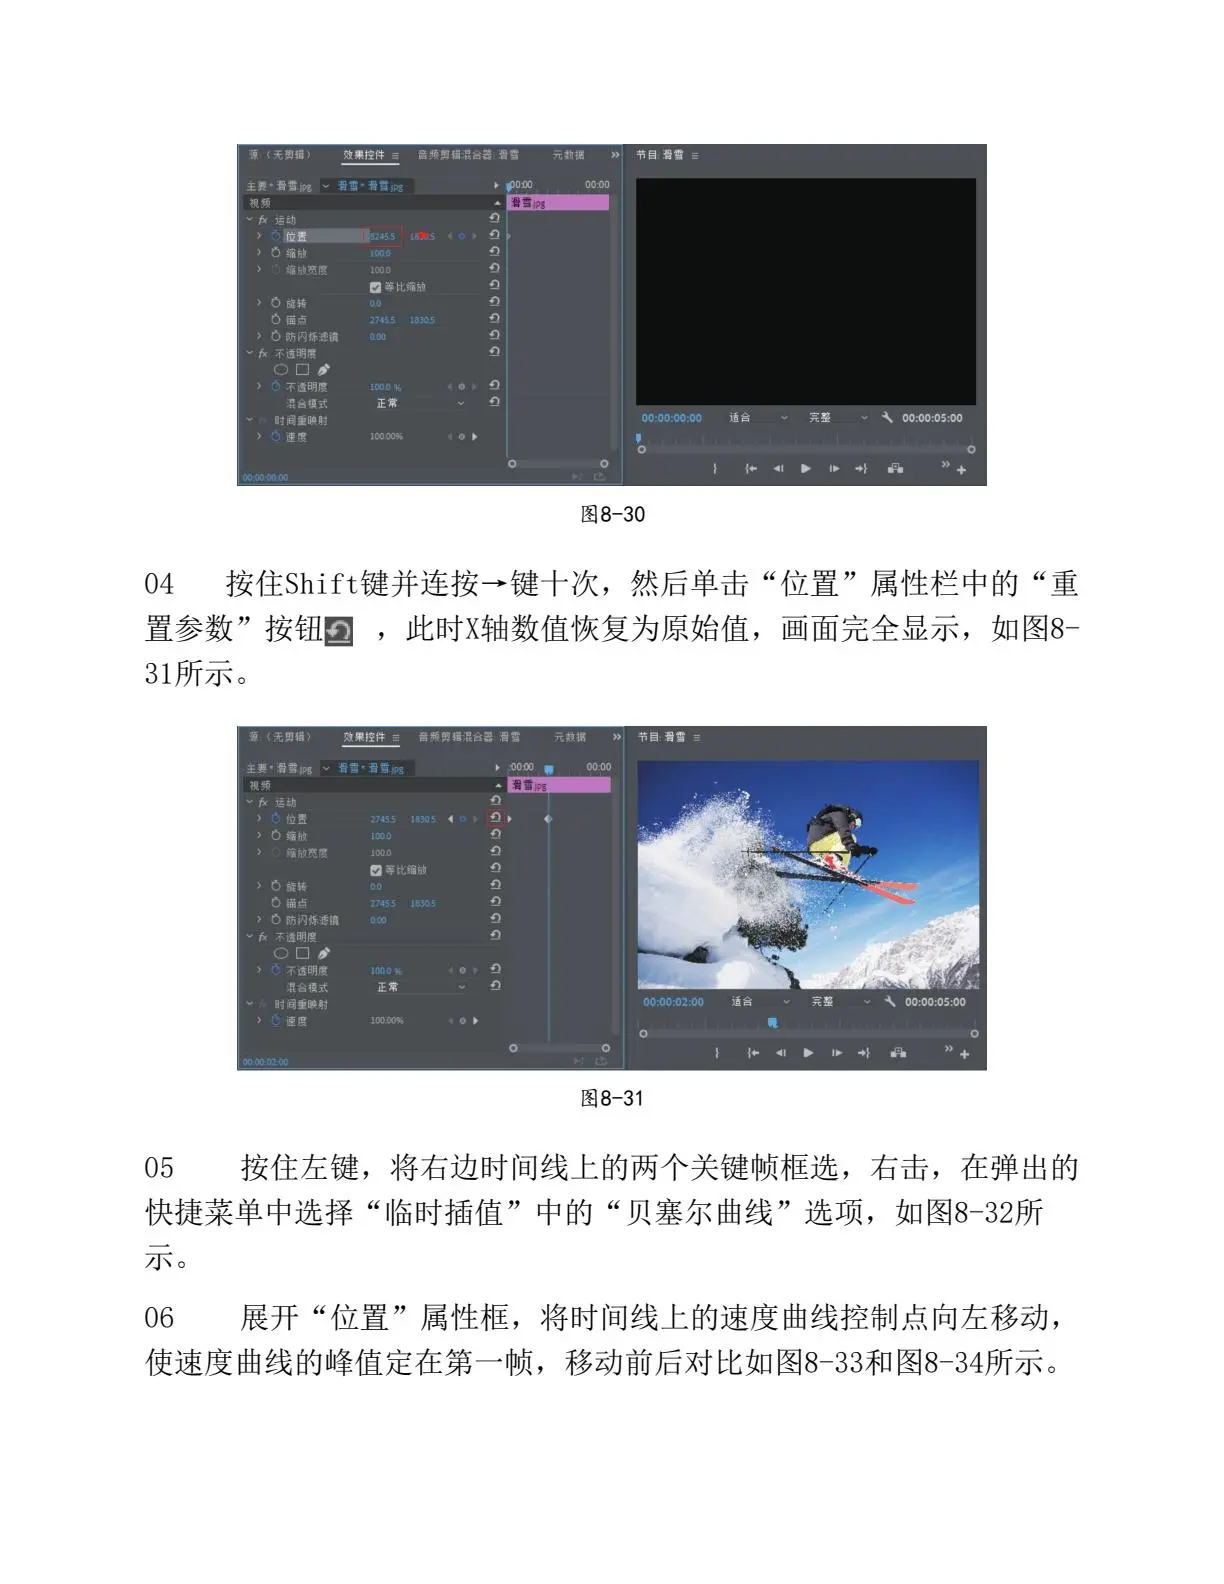 源:（无剪辑） 效果控件 音频剪辑混合器:滑雪 元数据 >> 节目:滑雪
主要*滑雪.jpg 滑雪*滑雪.jpg :00:00 00:00
视频 滑雪.jpg
fx 运动
位置 8245.5
缩放 100.0
缩放宽度 100.0
等比缩放
旋转 0.0
锚点 2745.5 1830.5
防闪烁滤镜 0.00
fx 不透明度
不透明度 100.0 %
混合模式 正常
时间重映射
速度 100.00%
00:00:00:00
00:00:00:00 适合 完整 00:00:05:00
图8-30
04 按住Shift键并连按→键十次，然后单击“位置”属性栏中的“重
置参数”按钮 ，此时X轴数值恢复为原始值，画面完全显示，如图8-
31所示。
源:（无剪辑） 效果控件 音频剪辑混合器:滑雪 元数据 >> 节目:滑雪
主要*滑雪.jpg 滑雪*滑雪.jpg :00:00 00:00
视频 滑雪.jpg
fx 运动
位置 2745.5 1830.5
缩放 100.0
缩放宽度 100.0
等比缩放
旋转 0.0
锚点 2745.5 1830.5
防闪烁滤镜 0.00
fx 不透明度
不透明度 100.0 %
混合模式 正常
时间重映射
速度 100.00%
00:00:02:00
00:00:02:00 适合 完整 00:00:05:00
图8-31
05 按住左键，将右边时间线上的两个关键帧框选，右击，在弹出的
快捷菜单中选择“临时插值”中的“贝塞尔曲线”选项，如图8-32所
示。
06 展开“位置”属性框，将时间线上的速度曲线控制点向左移动，
使速度曲线的峰值定在第一帧，移动前后对比如图8-33和图8-34所示。